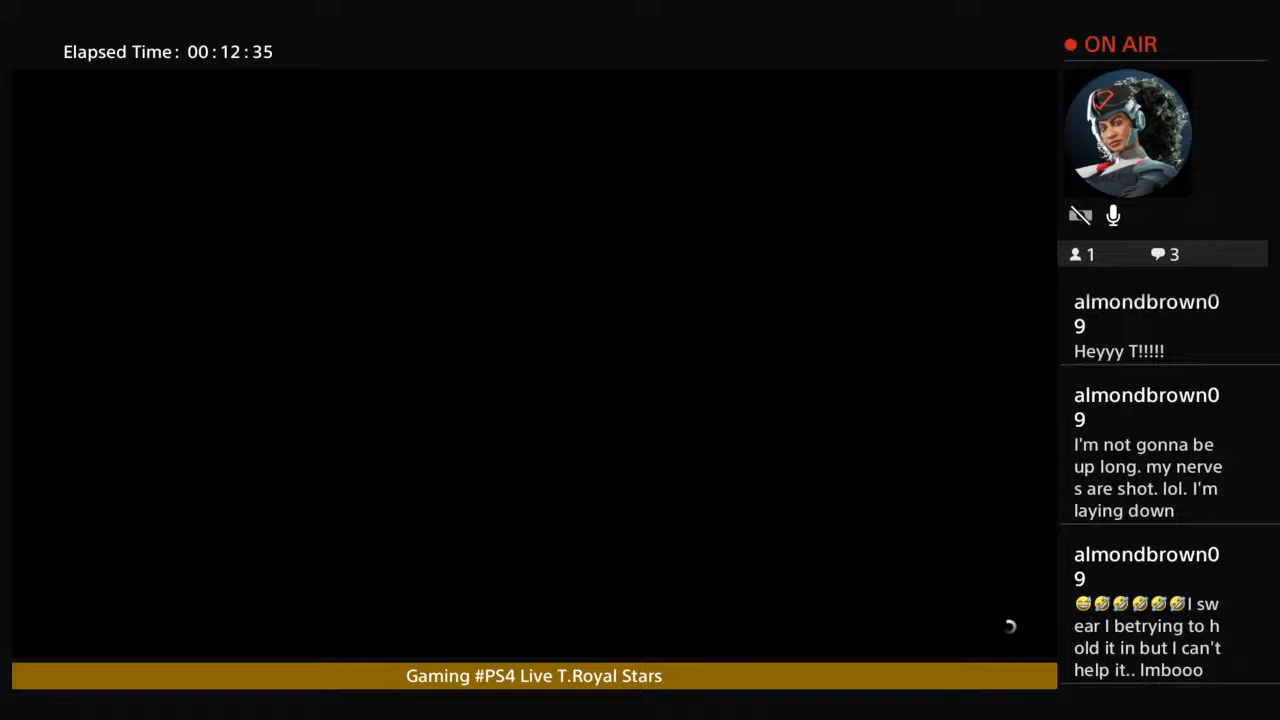 Elapsed Time: 00:12:35
ON AIR
1 3
almondbrown0
9
Heyyy T!!!!!
almondbrown0
9
I'm not gonna be
up long. my nerve
s are shot. lol. I'm
laying down
almondbrown0
9
😅🤣🤣🤣🤣🤣I sw
ear I betrying to h
old it in but I can't
help it.. lmbooo
Gaming #PS4 Live T.Royal Stars